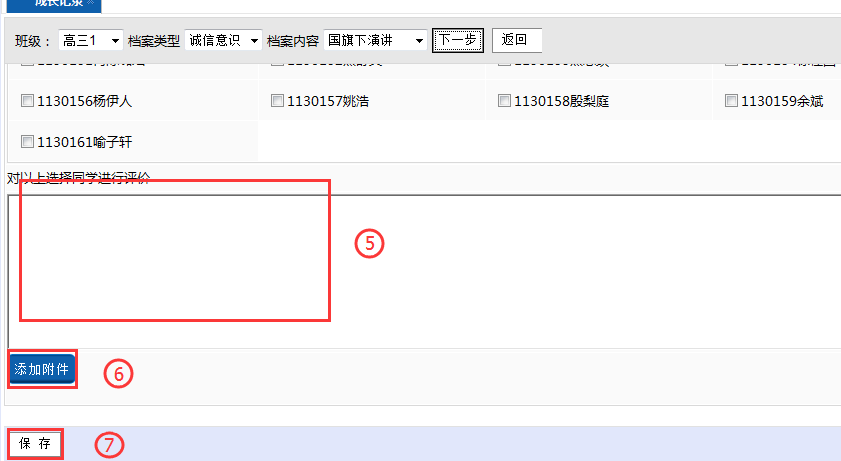 成长记录
班级： 高三1 档案类型 诚信意识 档案内容 国旗下演讲 下一步 返回
1130156杨伊人 1130157姚浩 1130158殷梨庭 1130159余斌
1130161喻子轩
对以上选择同学进行评价
⑤
添加附件 ⑥
保 存 ⑦